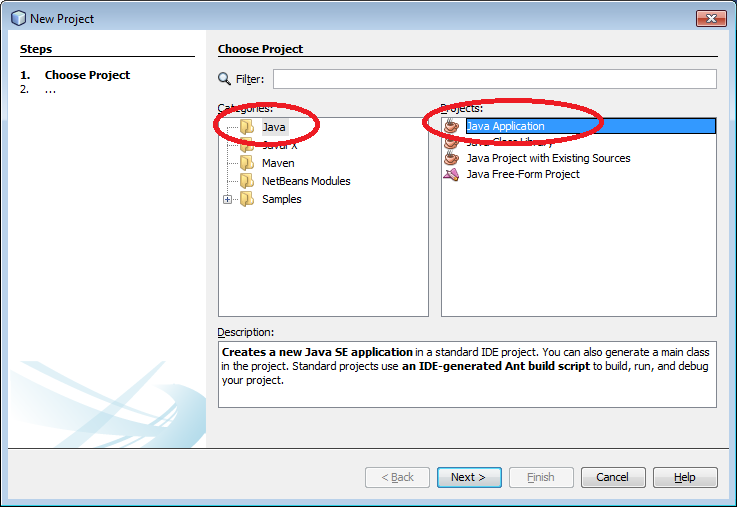 New Project
Steps
1. Choose Project
2. ...
Choose Project
Filter:
Categories:
Java
JavaFX
Maven
NetBeans Modules
Samples
Projects:
Java Application
Java Class Library
Java Project with Existing Sources
Java Free-Form Project
Description:
Creates a new Java SE application in a standard IDE project. You can also generate a main class
in the project. Standard projects use an IDE-generated Ant build script to build, run, and debug
your project.
< Back
Next >
Finish
Cancel
Help